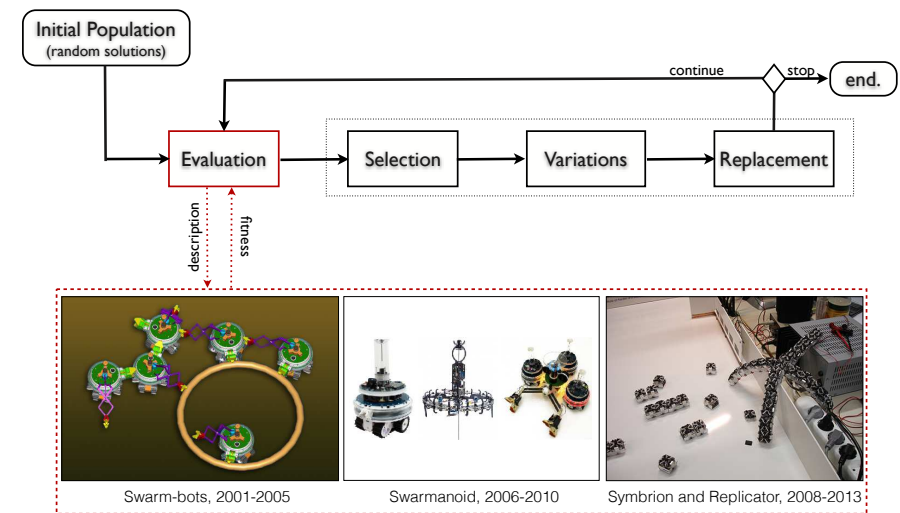 Initial Population
(random solutions)
continue
stop
end.
Evaluation
Selection
Variations
Replacement
description
fitness
Swarm-bots, 2001-2005
Swarmanoid, 2006-2010
Symbrion and Replicator, 2008-2013